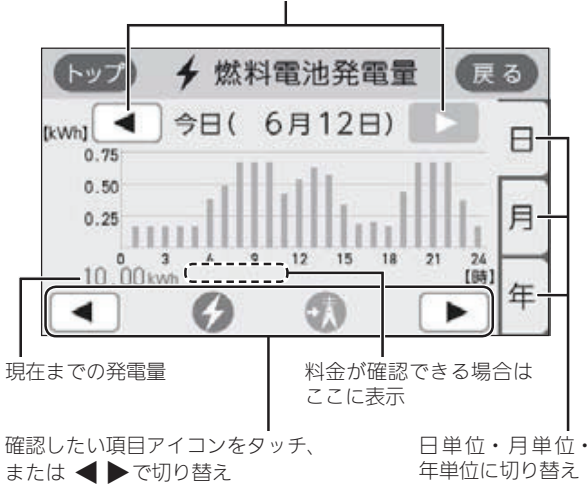 トップ 燃料電池発電量 戻る
[kWh] ◀ 今日( 6月12日) ▶ 日
0.75
0.50
0.25
月
0 3 6 9 12 15 18 21 24
10.00kWh [時]
年
◀ ▶
現在までの発電量
料金が確認できる場合は
ここに表示
確認したい項目アイコンをタッチ、
または ◀ ▶で切り替え
日単位・月単位・
年単位に切り替え